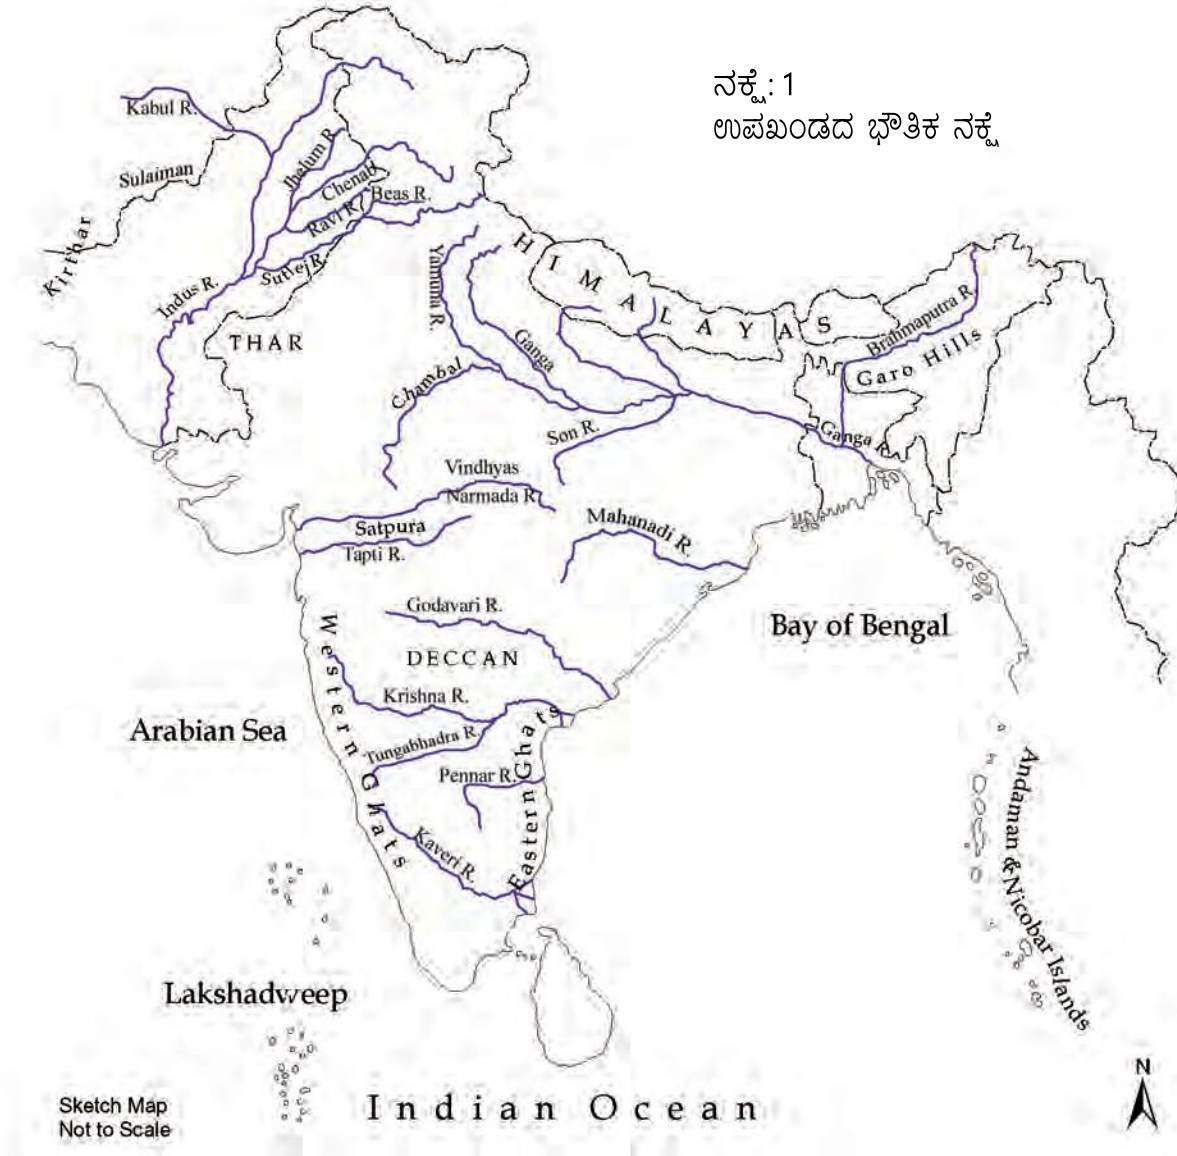 ನಕ್ಷೆ: 1
ಉಪಖಂಡದ ಭೌತಿಕ ನಕ್ಷೆ
Kabul R.
Sulaiman
Kirthar
Jhelum R.
Chenab
Beas R.
Ravi R.
Sutlej R.
Indus R.
THAR
HIMALAYAS
Yamuna R.
Ganga
Chambal
Brahmaputra R.
Garo Hills
Son R.
Ganga R.
Vindhyas
Narmada R.
Satpura
Tapti R.
Mahanadi R.
Godavari R.
DECCAN
Bay of Bengal
Western Ghats
Krishna R.
Arabian Sea
Tungabhadra R.
Eastern Ghats
Pennar R.
Kaveri R.
Andaman & Nicobar Islands
Lakshadweep
Indian Ocean
N
Sketch Map
Not to Scale